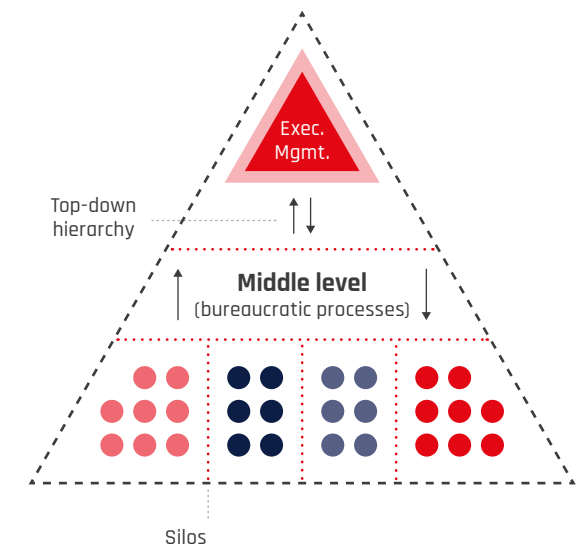 Exec.
Mgmt.
Top-down
hierarchy
Middle level
(bureaucratic processes)
Silos